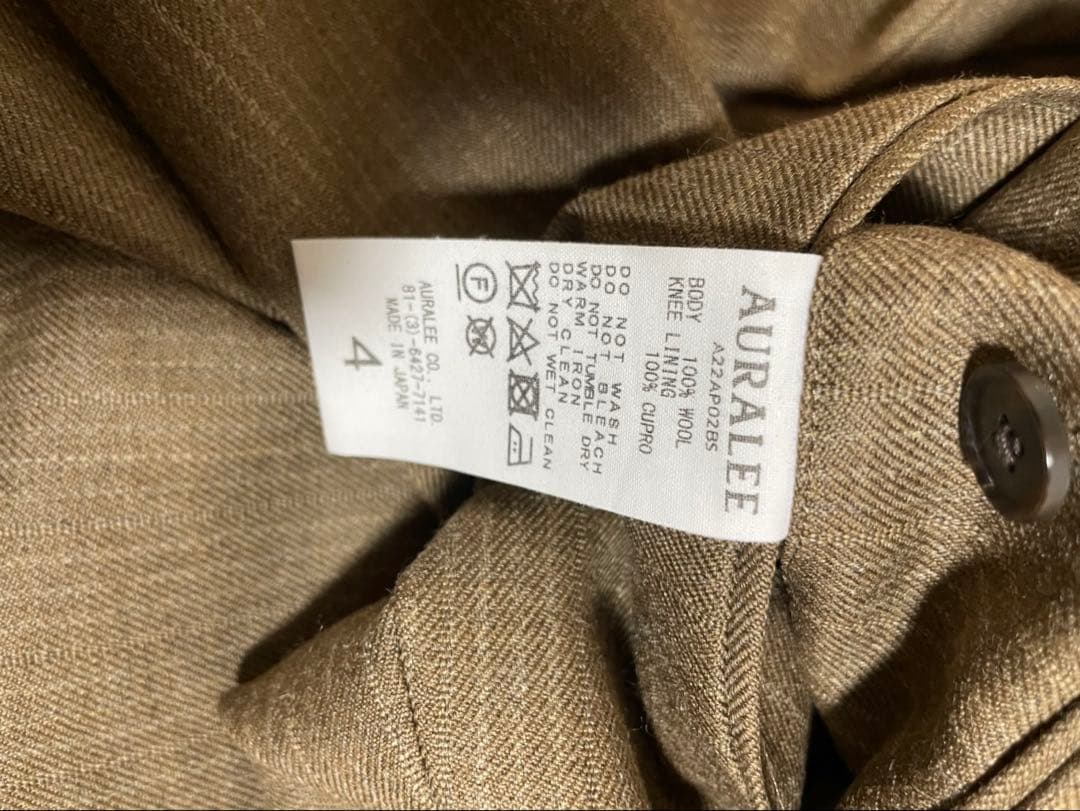 AURALEE
A22AP02BS
BODY 100% WOOL
KNEE LINING 100% CUPRO
DO NOT WASH
DO NOT BLEACH
DO NOT TUMBLE DRY
WARM IRON
DRY CLEAN
DO NOT WET CLEAN
F
W
AURALEE CO. LTD.
81-(3)-6427-7141
MADE IN JAPAN
4